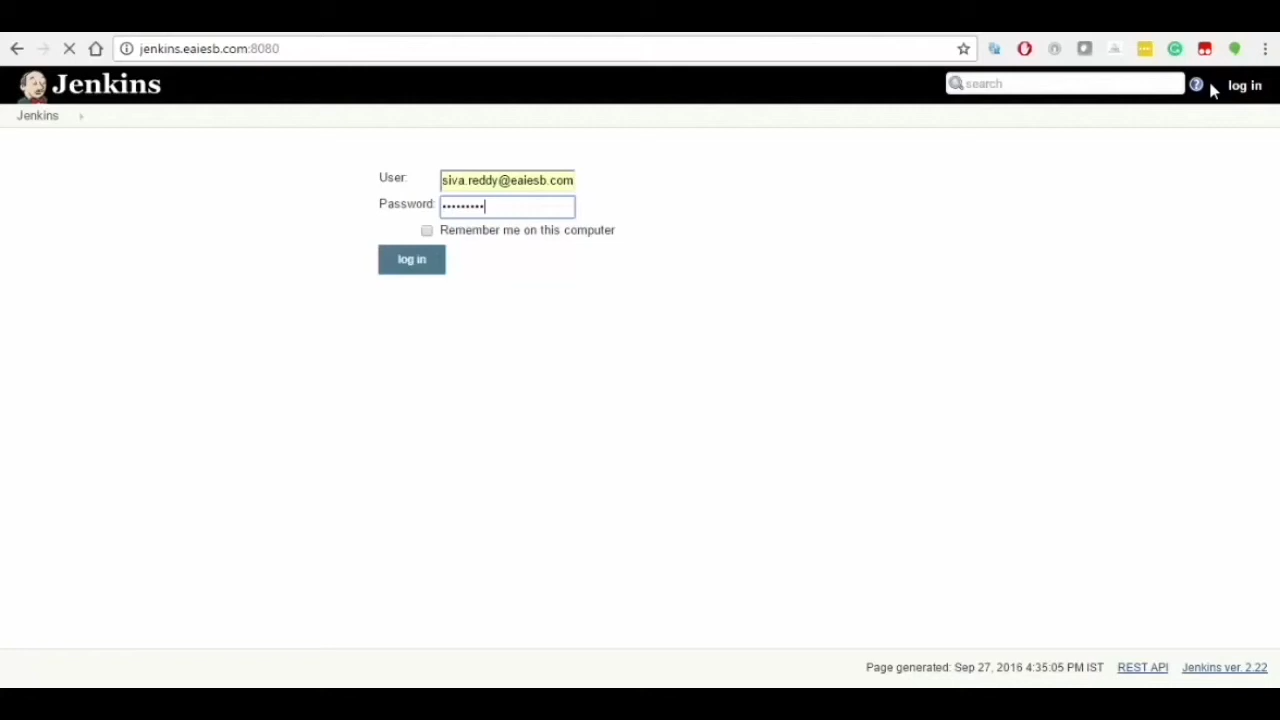 jenkins.eaiesb.com:8080
Jenkins
search
log in
Jenkins
User:
siva.reddy@eaiesb.com
Password:
•••••••••
Remember me on this computer
log in
Page generated: Sep 27, 2016 4:35:05 PM IST
REST API
Jenkins ver. 2.22